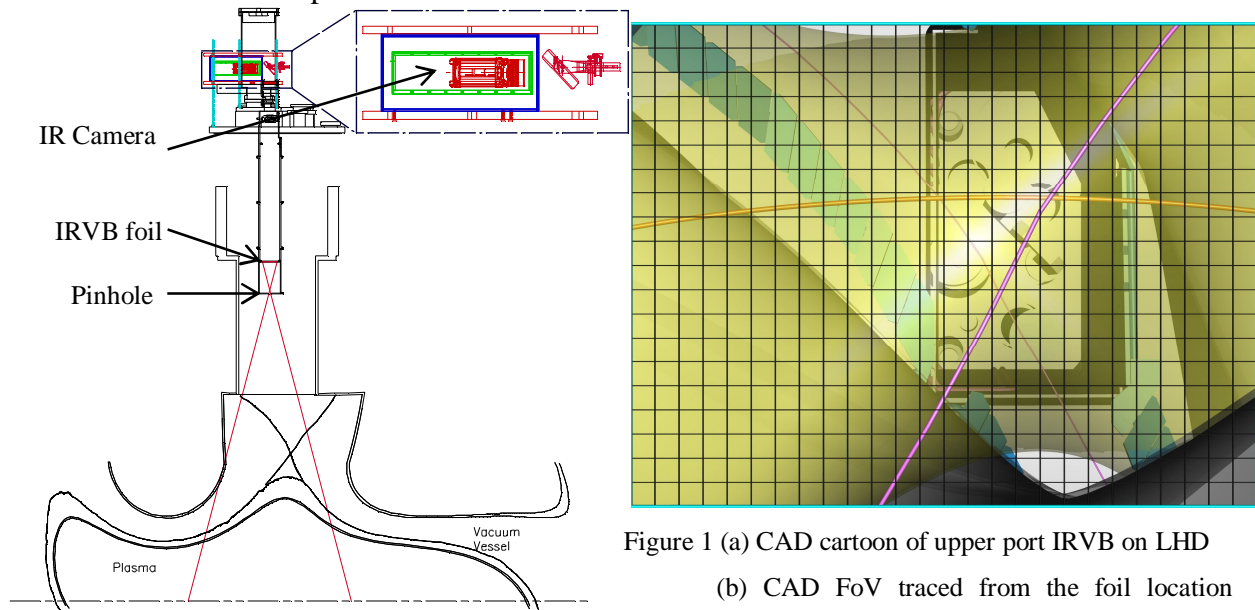 IR Camera
IRVB foil
Pinhole
Vacuum
Vessel
Plasma
Figure 1 (a) CAD cartoon of upper port IRVB on LHD
(b) CAD FoV traced from the foil location